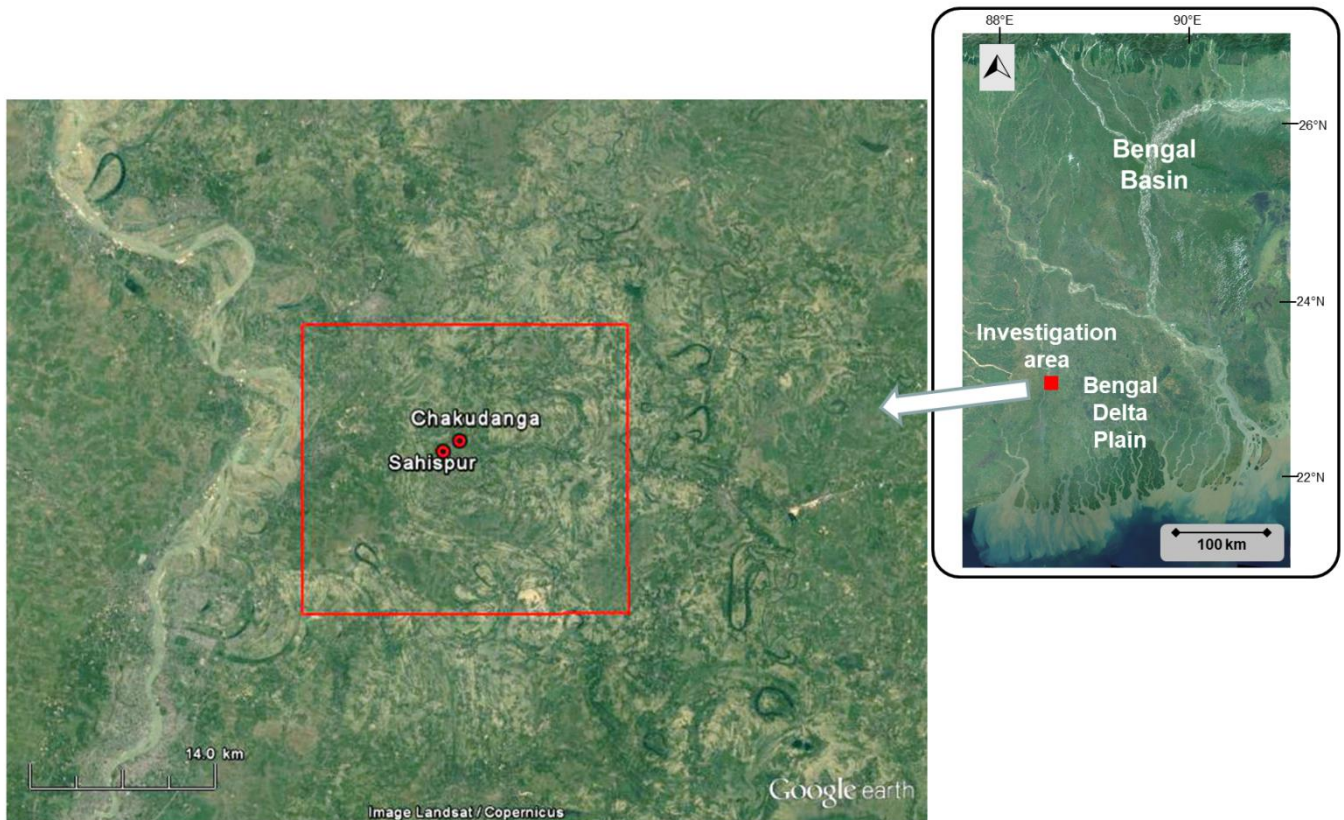 88°E
90°E
Bengal
Basin
26°N
24°N
Investigation
area
Bengal
Delta
Plain
22°N
100 km
Chakudanga
Sahispur
14.0 km
Google earth
Image Landsat / Copernicus